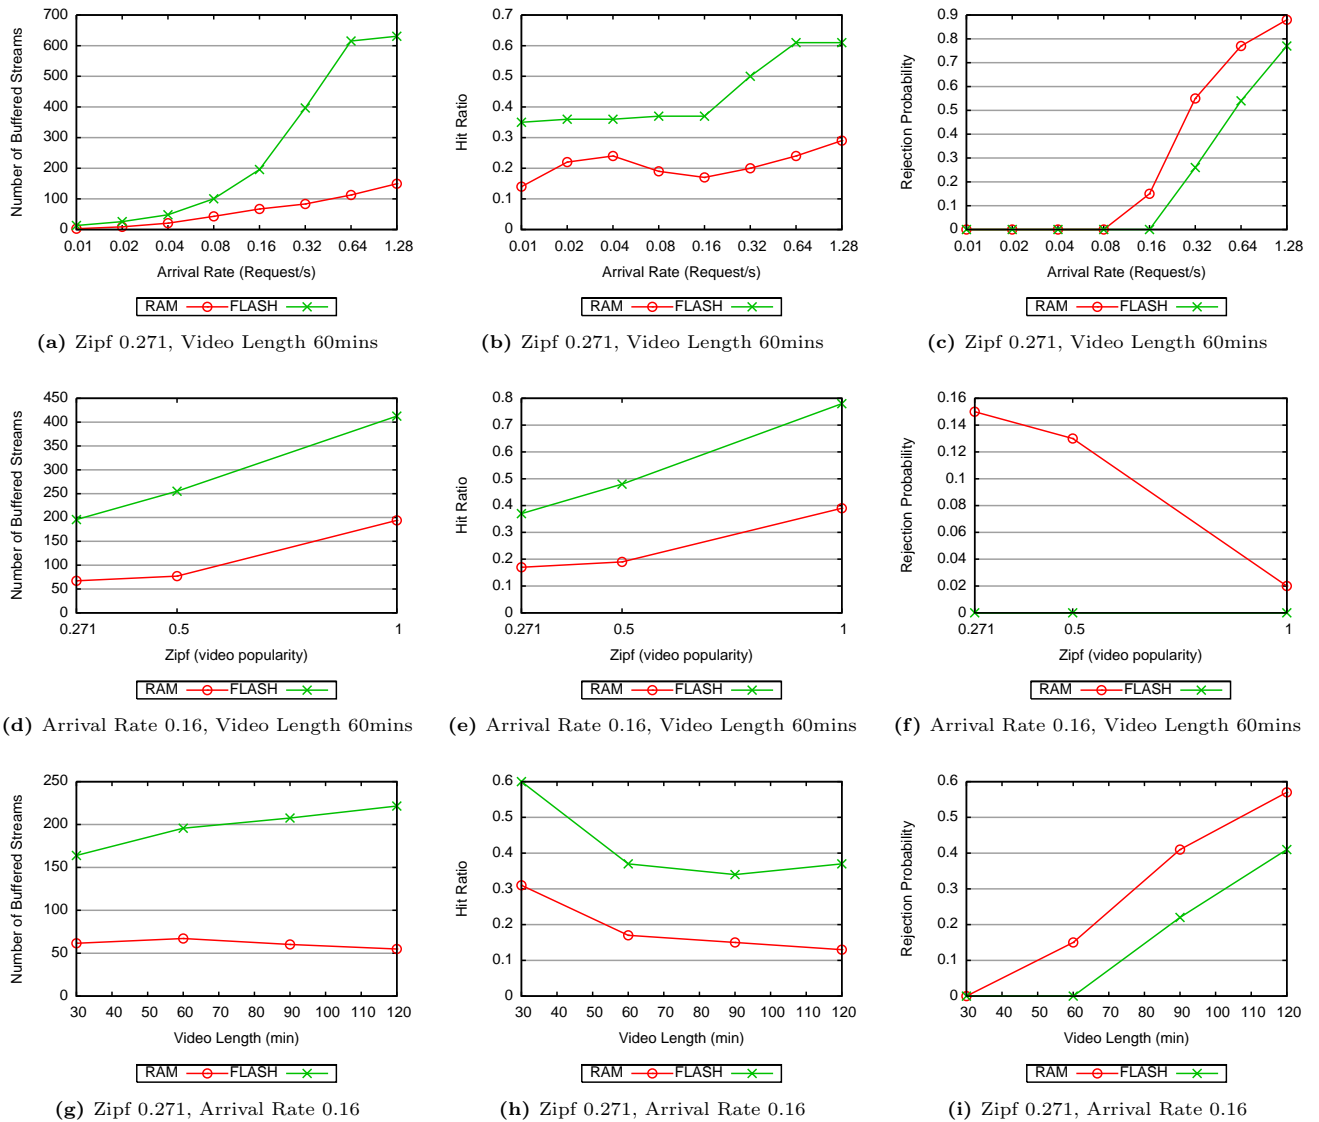 Number of Buffered Streams
700
600
500
400
300
200
100
0
0.01 0.02 0.04 0.08 0.16 0.32 0.64 1.28
Arrival Rate (Request/s)
RAM FLASH
(a) Zipf 0.271, Video Length 60mins
Hit Ratio
0.7
0.6
0.5
0.4
0.3
0.2
0.1
0
0.01 0.02 0.04 0.08 0.16 0.32 0.64 1.28
Arrival Rate (Request/s)
RAM FLASH
(b) Zipf 0.271, Video Length 60mins
Rejection Probability
0.9
0.8
0.7
0.6
0.5
0.4
0.3
0.2
0.1
0
0.01 0.02 0.04 0.08 0.16 0.32 0.64 1.28
Arrival Rate (Request/s)
RAM FLASH
(c) Zipf 0.271, Video Length 60mins
Number of Buffered Streams
450
400
350
300
250
200
150
100
50
0
0.271 0.5 1
Zipf (video popularity)
RAM FLASH
(d) Arrival Rate 0.16, Video Length 60mins
Hit Ratio
0.8
0.7
0.6
0.5
0.4
0.3
0.2
0.1
0
0.271 0.5 1
Zipf (video popularity)
RAM FLASH
(e) Arrival Rate 0.16, Video Length 60mins
Rejection Probability
0.16
0.14
0.12
0.1
0.08
0.06
0.04
0.02
0
0.271 0.5 1
Zipf (video popularity)
RAM FLASH
(f) Arrival Rate 0.16, Video Length 60mins
Number of Buffered Streams
250
200
150
100
50
0
30 40 50 60 70 80 90 100 110 120
Video Length (min)
RAM FLASH
(g) Zipf 0.271, Arrival Rate 0.16
Hit Ratio
0.6
0.5
0.4
0.3
0.2
0.1
0
30 40 50 60 70 80 90 100 110 120
Video Length (min)
RAM FLASH
(h) Zipf 0.271, Arrival Rate 0.16
Rejection Probability
0.6
0.5
0.4
0.3
0.2
0.1
0
30 40 50 60 70 80 90 100 110 120
Video Length (min)
RAM FLASH
(i) Zipf 0.271, Arrival Rate 0.16